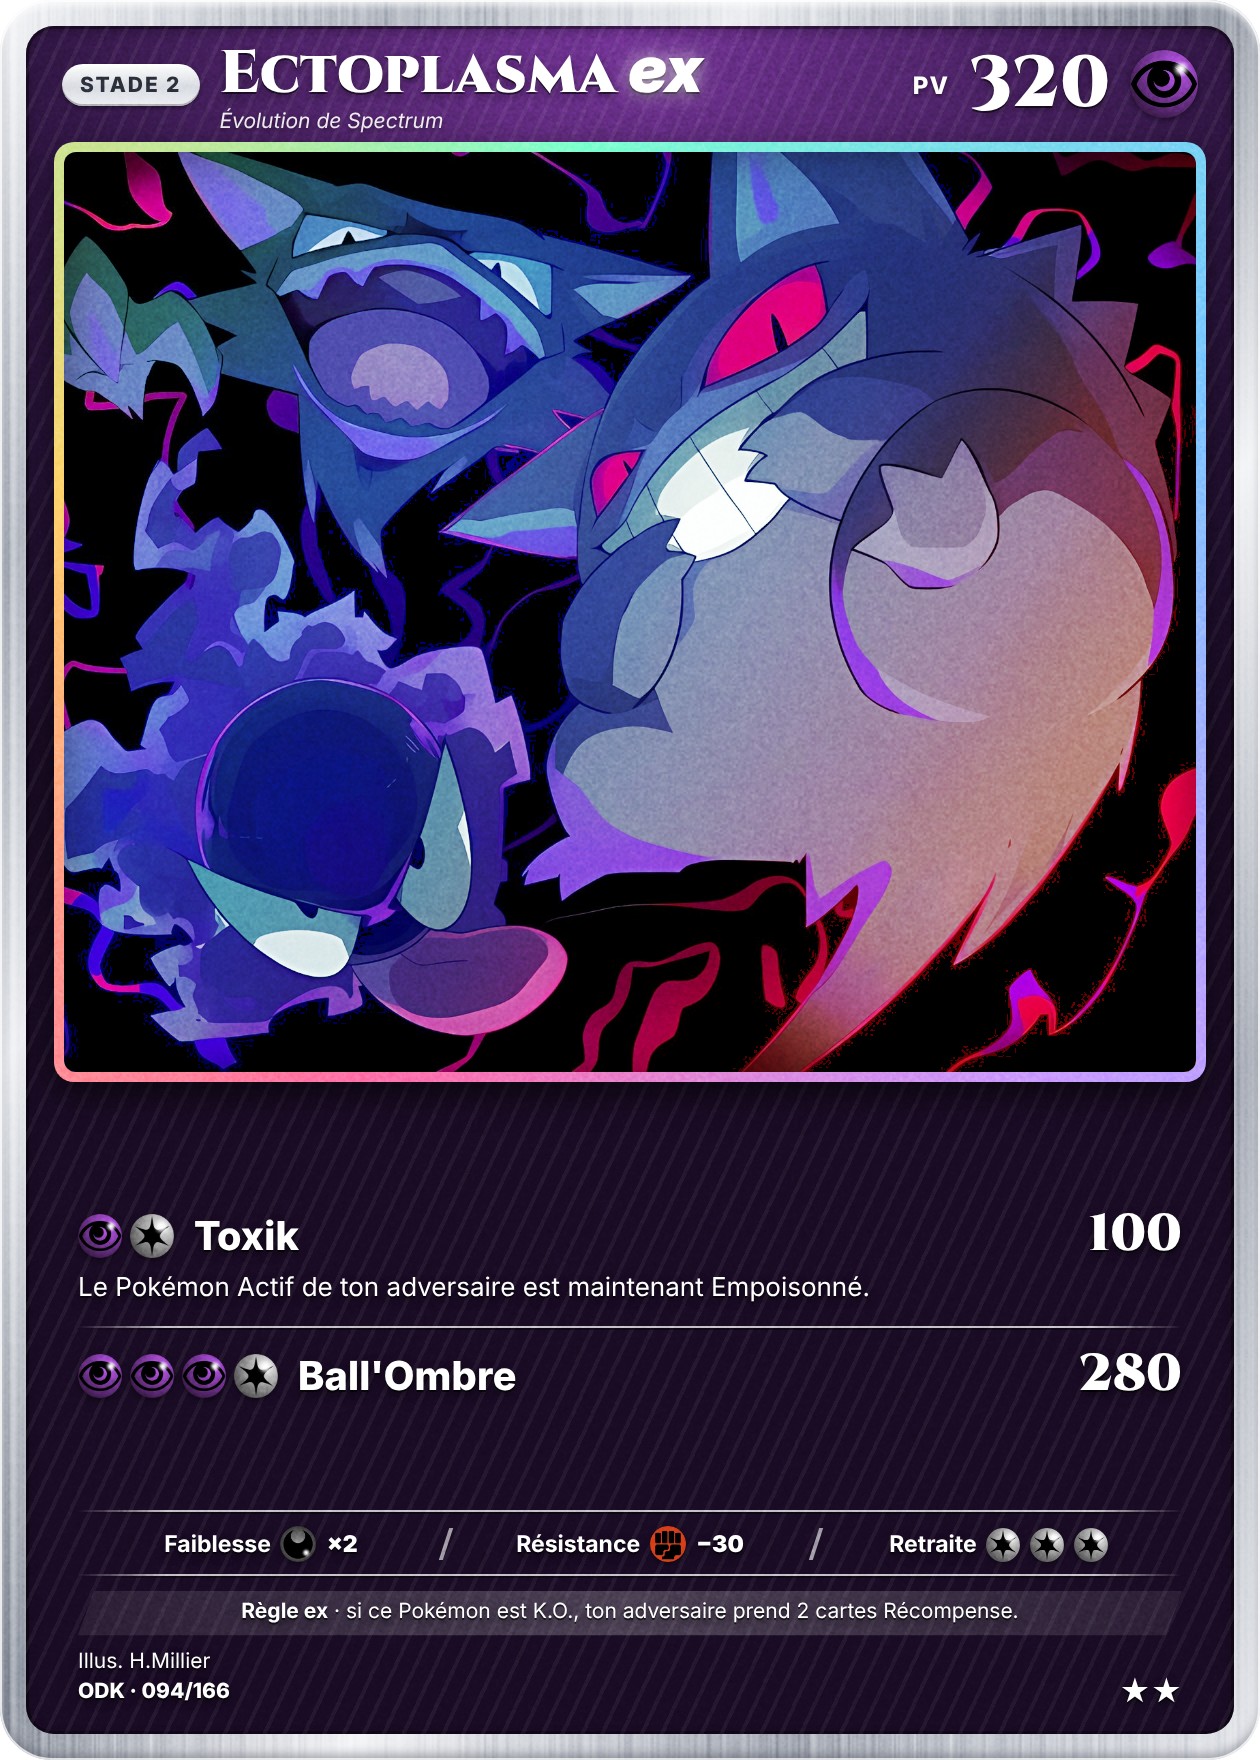 STADE 2
Ectoplasma ex
Évolution de Spectrum
PV 320
Toxik 100
Le Pokémon Actif de ton adversaire est maintenant Empoisonné.
Ball'Ombre 280
Faiblesse ×2 / Résistance −30 / Retraite
Règle ex · si ce Pokémon est K.O., ton adversaire prend 2 cartes Récompense.
Illus. H.Millier
ODK · 094/166